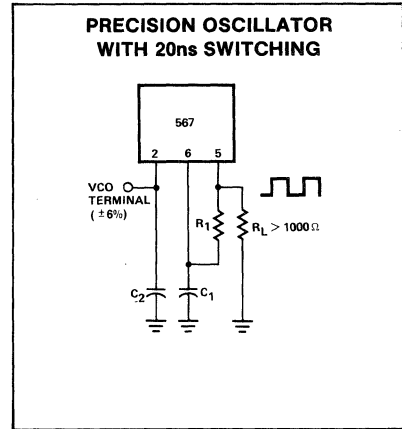 PRECISION OSCILLATOR
WITH 20ns SWITCHING
567
2 6 5
VCO
TERMINAL
(±6%)
R1
RL > 1000Ω
C2
C1